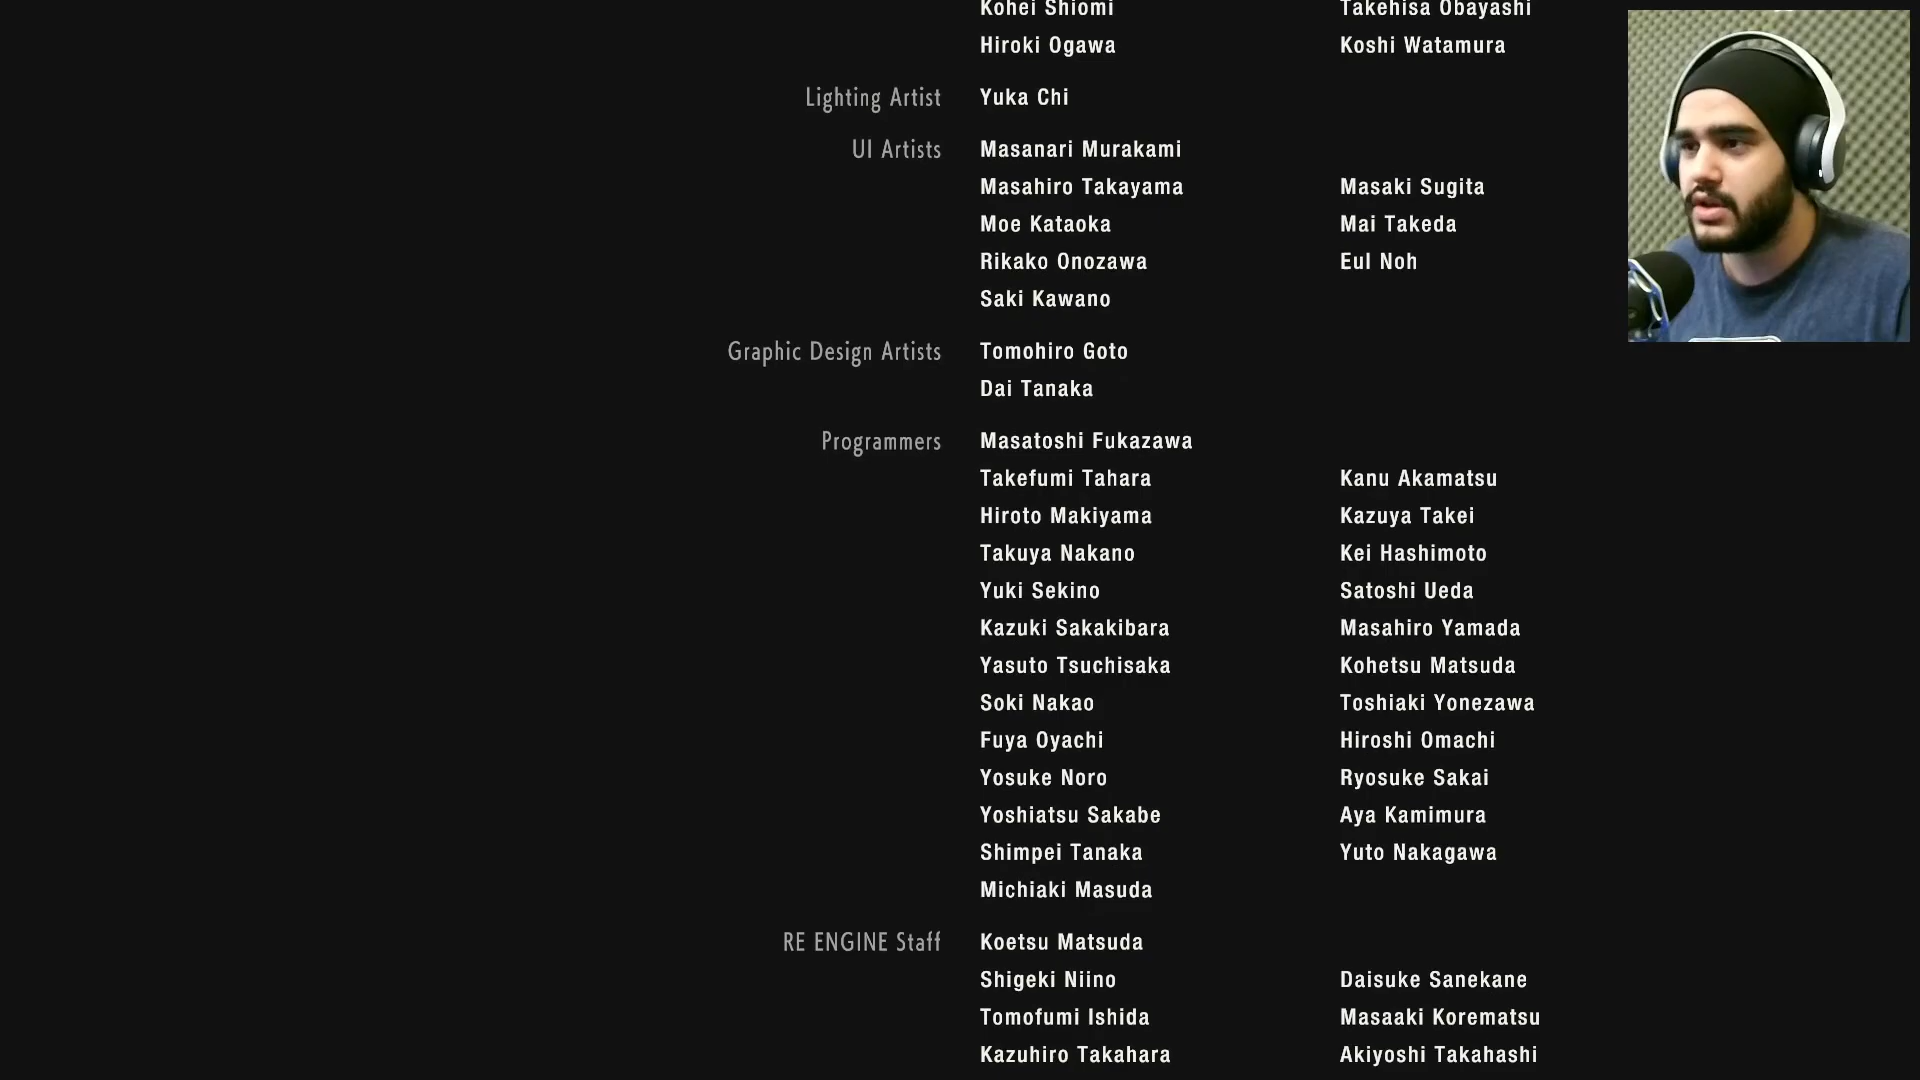 Kohei Shiomi Takehisa Obayashi
Hiroki Ogawa Koshi Watamura
Lighting Artist Yuka Chi
UI Artists Masanari Murakami
Masahiro Takayama Masaki Sugita
Moe Kataoka Mai Takeda
Rikako Onozawa Eul Noh
Saki Kawano
Graphic Design Artists Tomohiro Goto
Dai Tanaka
Programmers Masatoshi Fukazawa
Takefumi Tahara Kanu Akamatsu
Hiroto Makiyama Kazuya Takei
Takuya Nakano Kei Hashimoto
Yuki Sekino Satoshi Ueda
Kazuki Sakakibara Masahiro Yamada
Yasuto Tsuchisaka Kohetsu Matsuda
Soki Nakao Toshiaki Yonezawa
Fuya Oyachi Hiroshi Omachi
Yosuke Noro Ryosuke Sakai
Yoshiatsu Sakabe Aya Kamimura
Shimpei Tanaka Yuto Nakagawa
Michiaki Masuda
RE ENGINE Staff Koetsu Matsuda
Shigeki Niino Daisuke Sanekane
Tomofumi Ishida Masaaki Korematsu
Kazuhiro Takahara Akiyoshi Takahashi